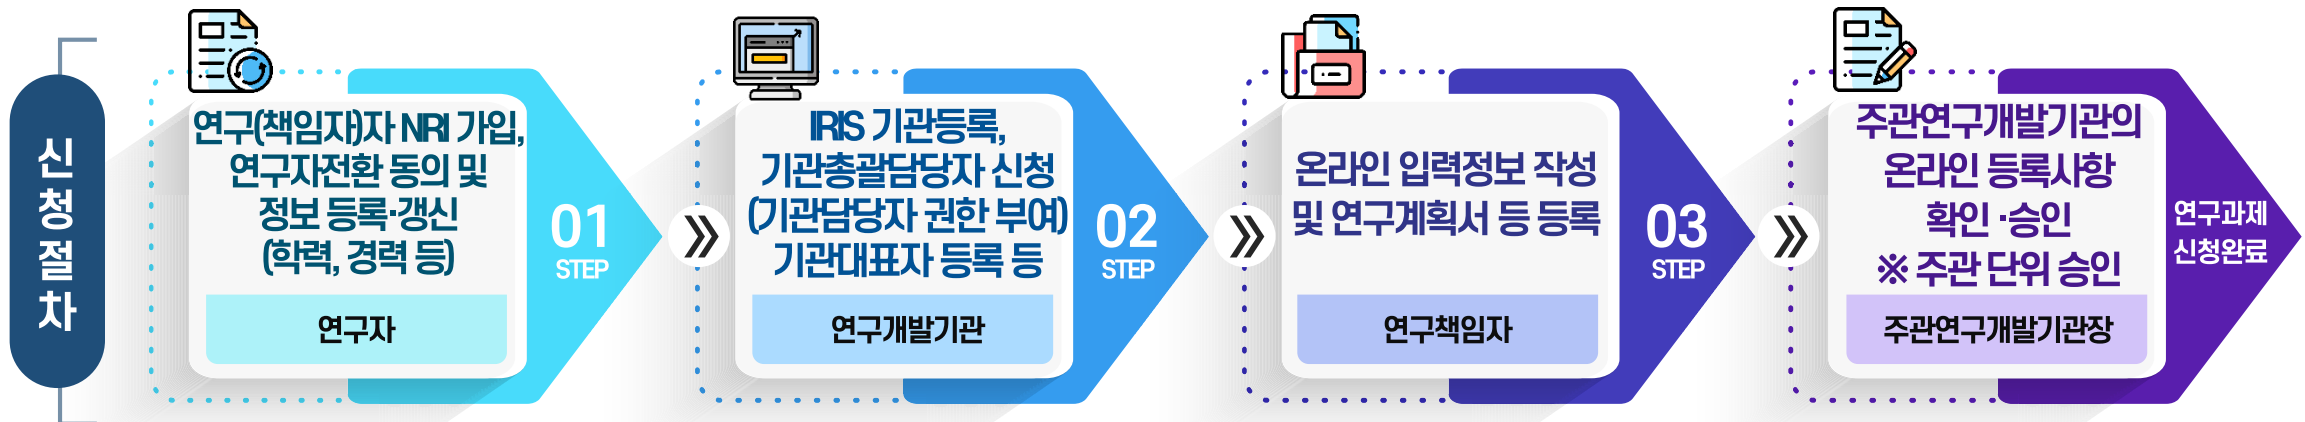 신청절차
연구(책임자)자 NRI 가입,
연구자전환 동의 및
정보 등록·갱신
(학력, 경력 등)
연구자
01
STEP
IRIS 기관등록,
기관총괄담당자 신청
(기관담당자 권한 부여)
기관대표자 등록 등
연구개발기관
02
STEP
온라인 입력정보 작성
및 연구계획서 등 등록
연구책임자
03
STEP
주관연구개발기관의
온라인 등록사항
확인 ·승인
※ 주관 단위 승인
주관연구개발기관장
연구과제
신청완료